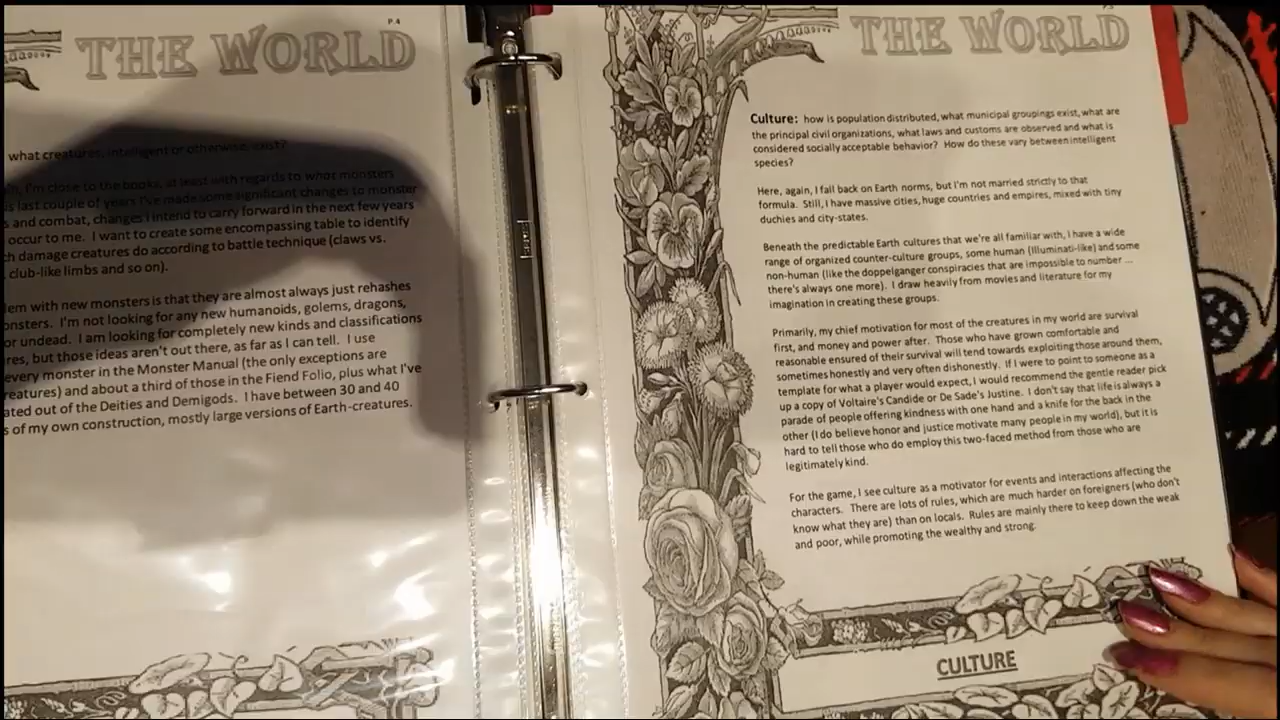 P.4
THE WORLD
what creatures, intelligent or otherwise, exist?
I'm close to the books, at least with regards to what monsters
last couple of years I've made some significant changes to monster
s and combat, changes I intend to carry forward in the next few years
occur to me. I want to create some encompassing table to identify
ch damage creatures do according to battle technique (claws vs.
club-like limbs and so on).
lem with new monsters is that they are almost always just rehashes
onsters. I'm not looking for any new humanoids, golems, dragons,
or undead. I am looking for completely new kinds and classifications
res, but those ideas aren't out there, as far as I can tell. I use
every monster in the Monster Manual (the only exceptions are
reatures) and about a third of those in the Fiend Folio, plus what I've
ated out of the Deities and Demigods. I have between 30 and 40
s of my own construction, mostly large versions of Earth-creatures.
THE WORLD
Culture: how is population distributed, what municipal groupings exist, what are
the principal civil organizations, what laws and customs are observed and what is
considered socially acceptable behavior? How do these vary between intelligent
species?
Here, again, I fall back on Earth norms, but I'm not married strictly to that
formula. Still, I have massive cities, huge countries and empires, mixed with tiny
duchies and city-states.
Beneath the predictable Earth cultures that we're all familiar with, I have a wide
range of organized counter-culture groups, some human (Illuminati-like) and some
non-human (like the doppelganger conspiracies that are impossible to number ...
there's always one more). I draw heavily from movies and literature for my
imagination in creating these groups.
Primarily, my chief motivation for most of the creatures in my world are survival
first, and money and power after. Those who have grown comfortable and
reasonable ensured of their survival will tend towards exploiting those around them,
sometimes honestly and very often dishonestly. If I were to point to someone as a
template for what a player would expect, I would recommend the gentle reader pick
up a copy of Voltaire's Candide or De Sade's Justine. I don't say that life is always a
parade of people offering kindness with one hand and a knife for the back in the
other (I do believe honor and justice motivate many people in my world), but it is
hard to tell those who do employ this two-faced method from those who are
legitimately kind.
For the game, I see culture as a motivator for events and interactions affecting the
characters. There are lots of rules, which are much harder on foreigners (who don't
know what they are) than on locals. Rules are mainly there to keep down the weak
and poor, while promoting the wealthy and strong.
CULTURE